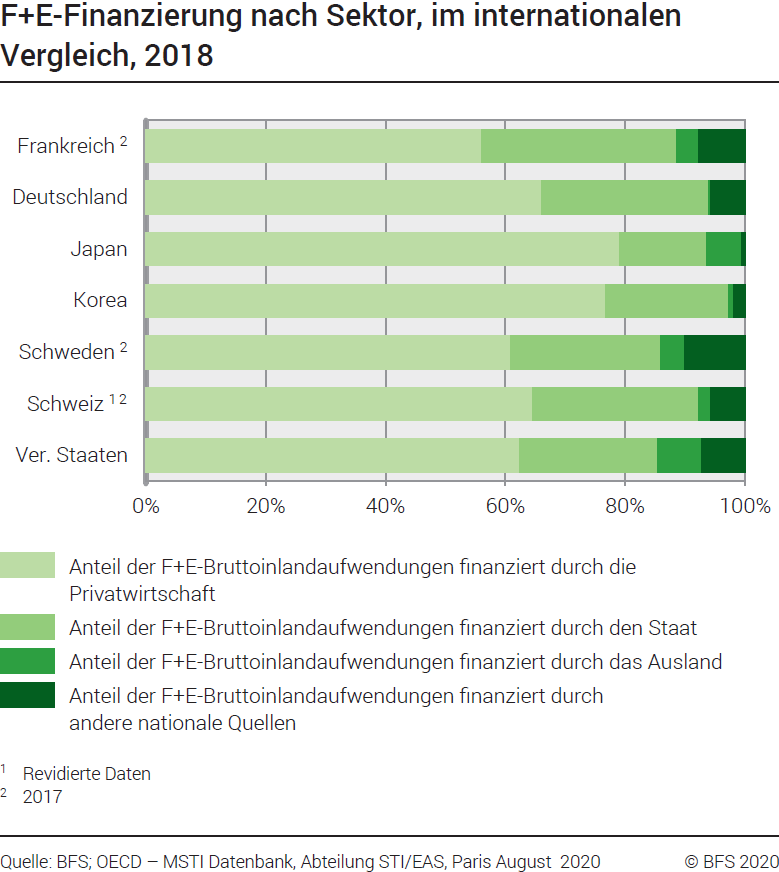 F+E-Finanzierung nach Sektor, im internationalen
Vergleich, 2018
Frankreich ²
Deutschland
Japan
Korea
Schweden ²
Schweiz ¹ ²
Ver. Staaten
0% 20% 40% 60% 80% 100%
Anteil der F+E-Bruttoinlandaufwendungen finanziert durch die
Privatwirtschaft
Anteil der F+E-Bruttoinlandaufwendungen finanziert durch den Staat
Anteil der F+E-Bruttoinlandaufwendungen finanziert durch das Ausland
Anteil der F+E-Bruttoinlandaufwendungen finanziert durch
andere nationale Quellen
¹ Revidierte Daten
² 2017
Quelle: BFS; OECD – MSTI Datenbank, Abteilung STI/EAS, Paris August 2020 © BFS 2020